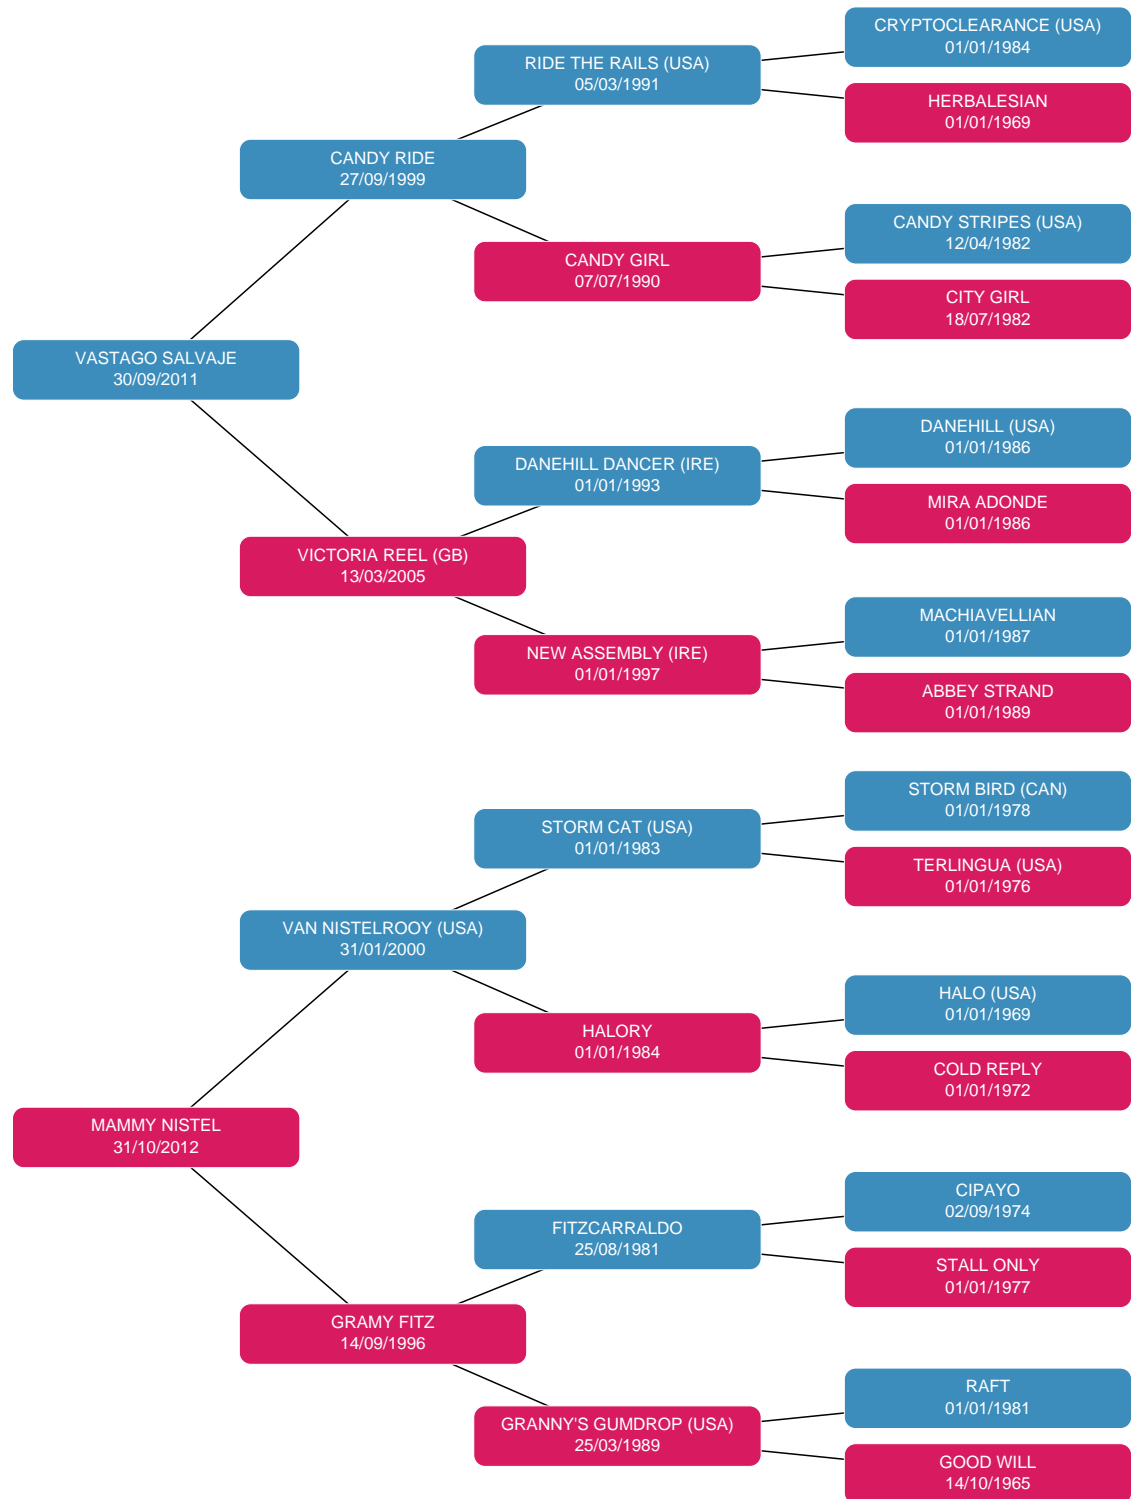 CRYPTOCLEARANCE (USA)
01/01/1984
RIDE THE RAILS (USA)
05/03/1991
HERBALESIAN
01/01/1969
CANDY RIDE
27/09/1999
CANDY STRIPES (USA)
12/04/1982
CANDY GIRL
07/07/1990
CITY GIRL
18/07/1982
VASTAGO SALVAJE
30/09/2011
DANEHILL (USA)
01/01/1986
DANEHILL DANCER (IRE)
01/01/1993
MIRA ADONDE
01/01/1986
VICTORIA REEL (GB)
13/03/2005
MACHIAVELLIAN
01/01/1987
NEW ASSEMBLY (IRE)
01/01/1997
ABBEY STRAND
01/01/1989
STORM BIRD (CAN)
01/01/1978
STORM CAT (USA)
01/01/1983
TERLINGUA (USA)
01/01/1976
VAN NISTELROOY (USA)
31/01/2000
HALO (USA)
01/01/1969
HALORY
01/01/1984
COLD REPLY
01/01/1972
MAMMY NISTEL
31/10/2012
CIPAYO
02/09/1974
FITZCARRALDO
25/08/1981
STALL ONLY
01/01/1977
GRAMY FITZ
14/09/1996
RAFT
01/01/1981
GRANNY'S GUMDROP (USA)
25/03/1989
GOOD WILL
14/10/1965